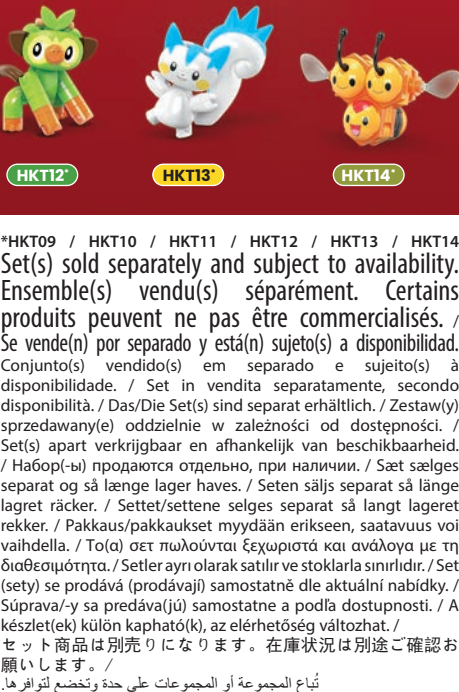 HKT12*
HKT13*
HKT14*
*HKT09 / HKT10 / HKT11 / HKT12 / HKT13 / HKT14
Set(s) sold separately and subject to availability.
Ensemble(s) vendu(s) séparément. Certains
produits peuvent ne pas être commercialisés. /
Se vende(n) por separado y está(n) sujeto(s) a disponibilidad.
Conjunto(s) vendido(s) em separado e sujeito(s) à
disponibilidade. / Set in vendita separatamente, secondo
disponibilità. / Das/Die Set(s) sind separat erhältlich. / Zestaw(y)
sprzedawany(e) oddzielnie w zależności od dostępności. /
Set(s) apart verkrijgbaar en afhankelijk van beschikbaarheid.
/ Набор(-ы) продаются отдельно, при наличии. / Sæt sælges
separat og så længe lager haves. / Seten säljs separat så länge
lagret räcker. / Settet/settene selges separat så langt lageret
rekker. / Pakkaus/pakkaukset myydään erikseen, saatavuus voi
vaihdella. / Το(α) σετ πωλούνται ξεχωριστά και ανάλογα με τη
διαθεσιμότητα. / Setler ayrı olarak satılır ve stoklarla sınırlıdır. / Set
(sety) se prodává (prodávají) samostatně dle aktuální nabídky. /
Súprava/-y sa predáva(jú) samostatne a podľa dostupnosti. / A
készlet(ek) külön kapható(k), az elérhetőség változhat. /
セット商品は別売りになります。在庫状況は別途ご確認お
願いします。/
تُباع المجموعة أو المجموعات على حدة وتخضع لتوافرها.